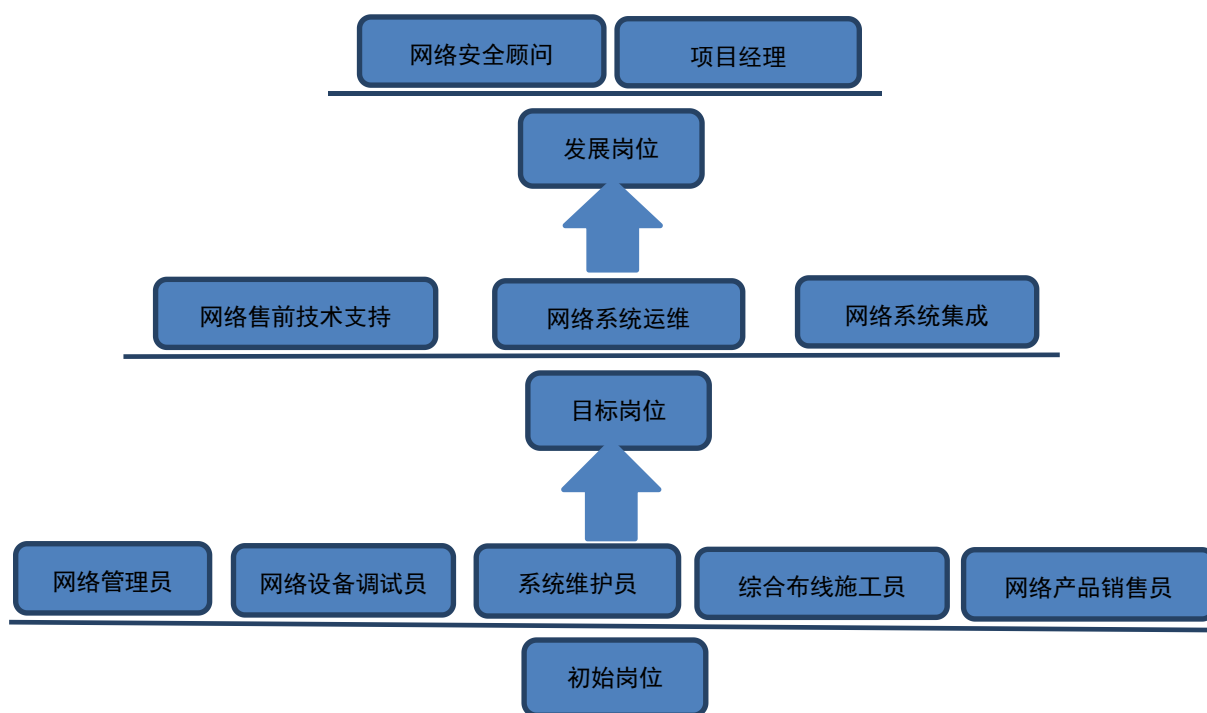 网络安全顾问
项目经理
发展岗位
网络售前技术支持
网络系统运维
网络系统集成
目标岗位
网络管理员
网络设备调试员
系统维护员
综合布线施工员
网络产品销售员
初始岗位